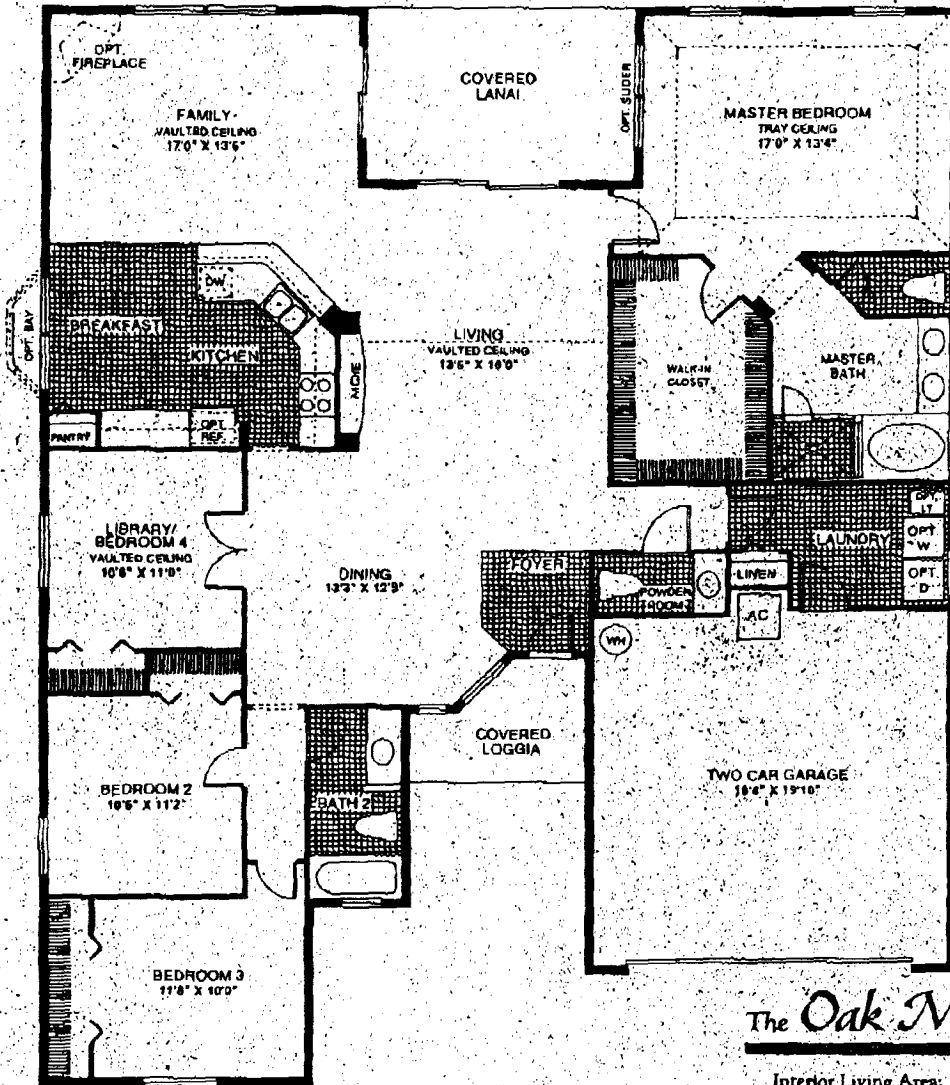 OPT.
FIREPLACE
FAMILY
VAULTED CEILING
17'0" X 13'6"
COVERED
LANAI
OPT. SLIDER
MASTER BEDROOM
TRAY CEILING
17'0" X 13'4"
DW
OPT. BAY
BREAKFAST
KITCHEN
LIVING
VAULTED CEILING
NICHE
WALK-IN
CLOSET
MASTER
BATH
PANTRY
OPT.
REF.
LIBRARY/
BEDROOM 4
VAULTED CEILING
10'6" X 11'0"
DINING
FOYER
POWDER
ROOM
LINEN
LAUNDRY
OPT.
LT
OPT
W
OPT
D
AC
WH
COVERED
LOGGIA
BEDROOM 2
10'6" X 11'2"
BATH 2
TWO CAR GARAGE
BEDROOM 3
11'8" X 10'0"
The Oak
Interior Living Area: